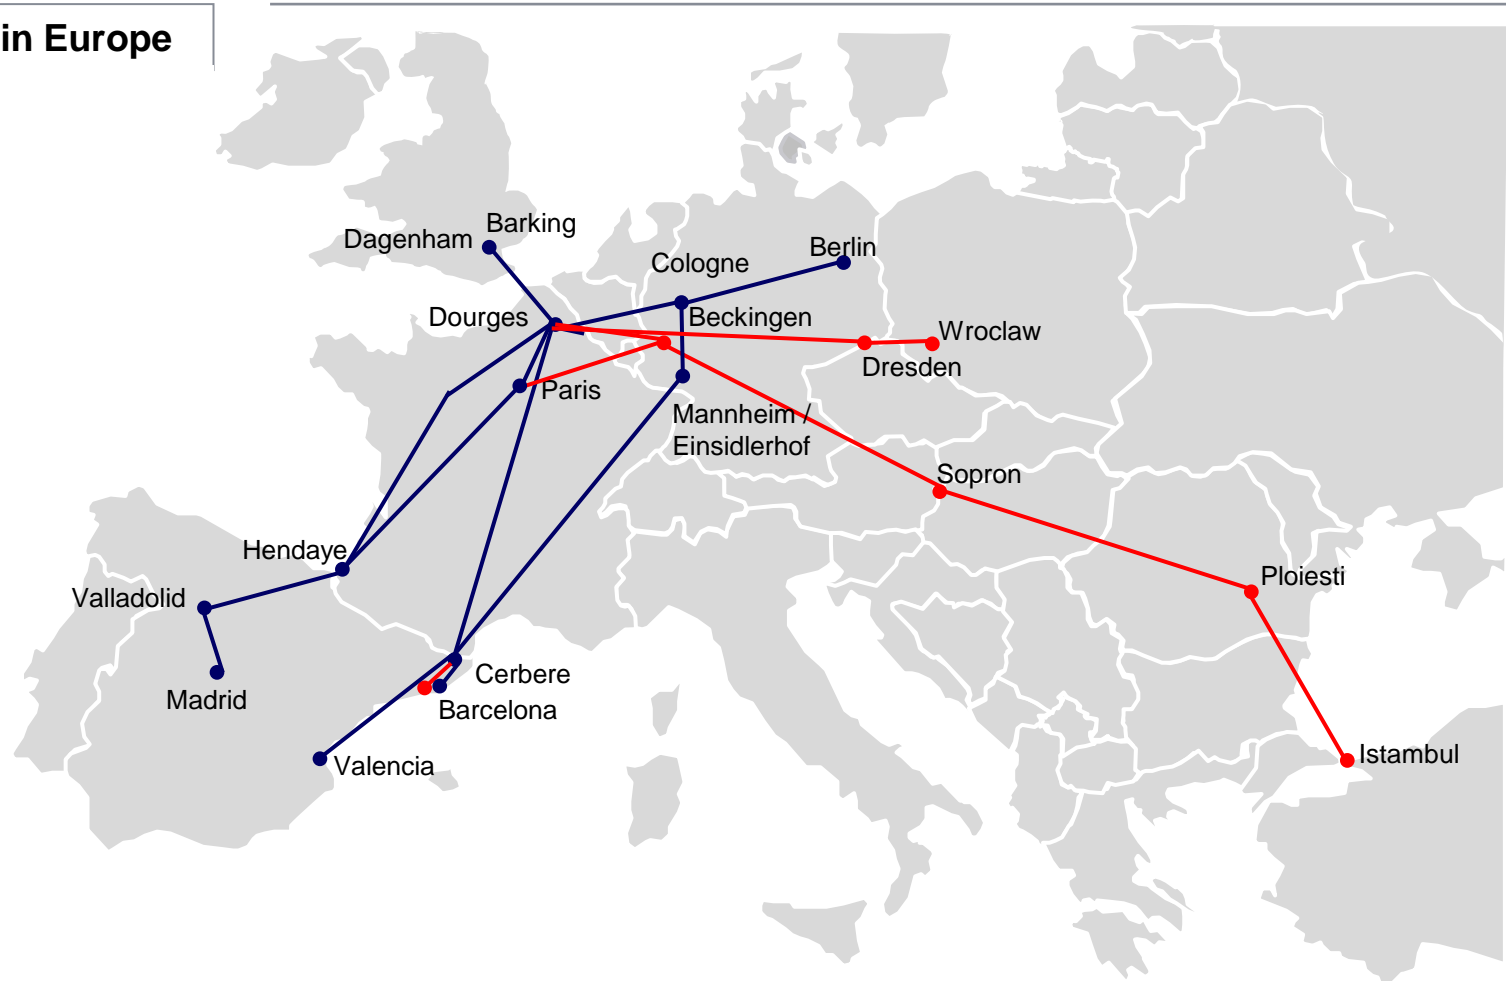 in Europe
Barking
Dagenham
Berlin
Cologne
Dourges
Beckingen
Wroclaw
Dresden
Paris
Mannheim /
Einsidlerhof
Sopron
Hendaye
Ploiesti
Valladolid
Cerbere
Madrid
Barcelona
Istambul
Valencia